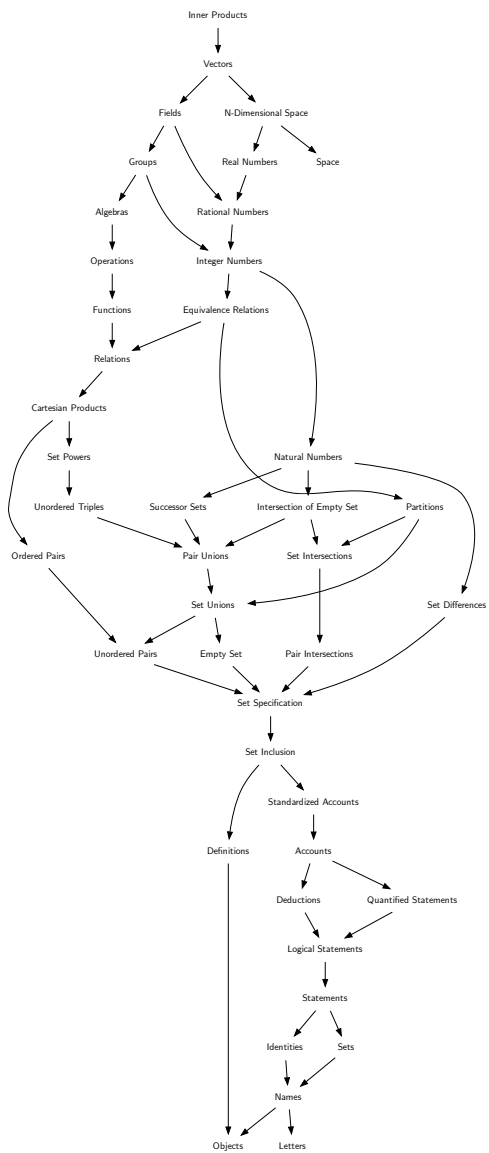 Inner Products
Vectors
Fields
N-Dimensional Space
Groups
Real Numbers
Space
Algebras
Rational Numbers
Operations
Integer Numbers
Functions
Equivalence Relations
Relations
Cartesian Products
Set Powers
Natural Numbers
Unordered Triples
Successor Sets
Intersection of Empty Set
Partitions
Ordered Pairs
Pair Unions
Set Intersections
Set Unions
Set Differences
Unordered Pairs
Empty Set
Pair Intersections
Set Specification
Set Inclusion
Standardized Accounts
Definitions
Accounts
Deductions
Quantified Statements
Logical Statements
Statements
Identities
Sets
Names
Objects
Letters